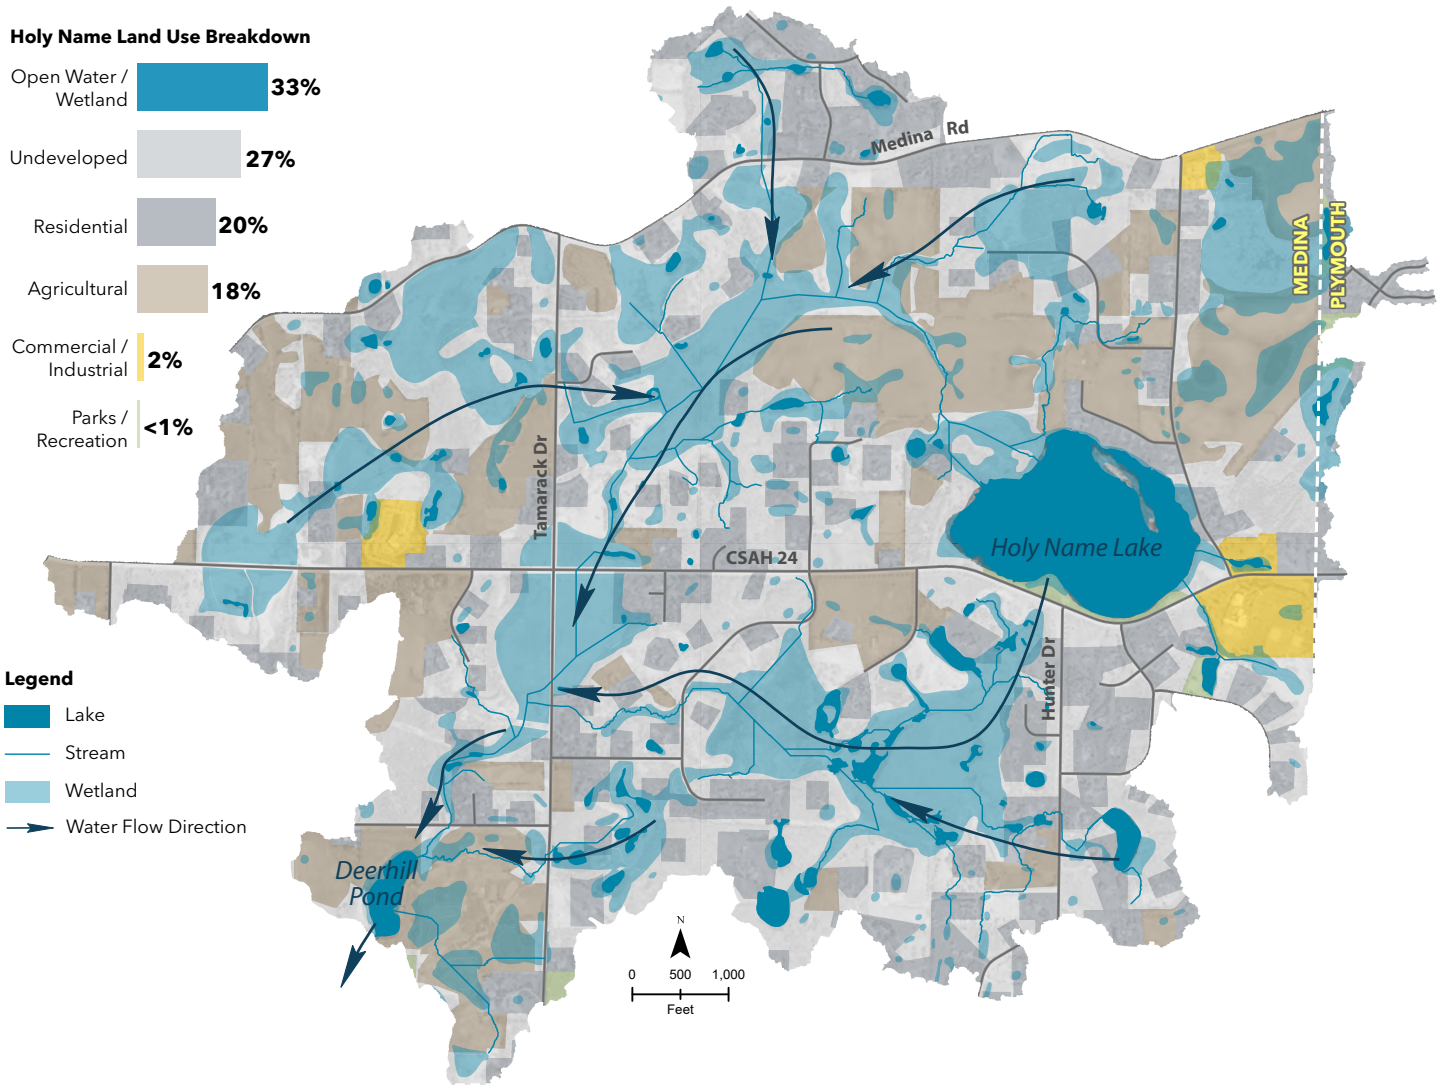 Holy Name Land Use Breakdown
Open Water /
Wetland
33%
Undeveloped
27%
Residential
20%
Agricultural
18%
Commercial /
Industrial
2%
Parks /
Recreation
<1%
Medina Rd
MEDINA
PLYMOUTH
Tamarack Dr
CSAH 24
Holy Name Lake
Hunter Dr
Legend
Lake
Stream
Wetland
Water Flow Direction
Deerhill
Pond
N
0 500 1,000
Feet